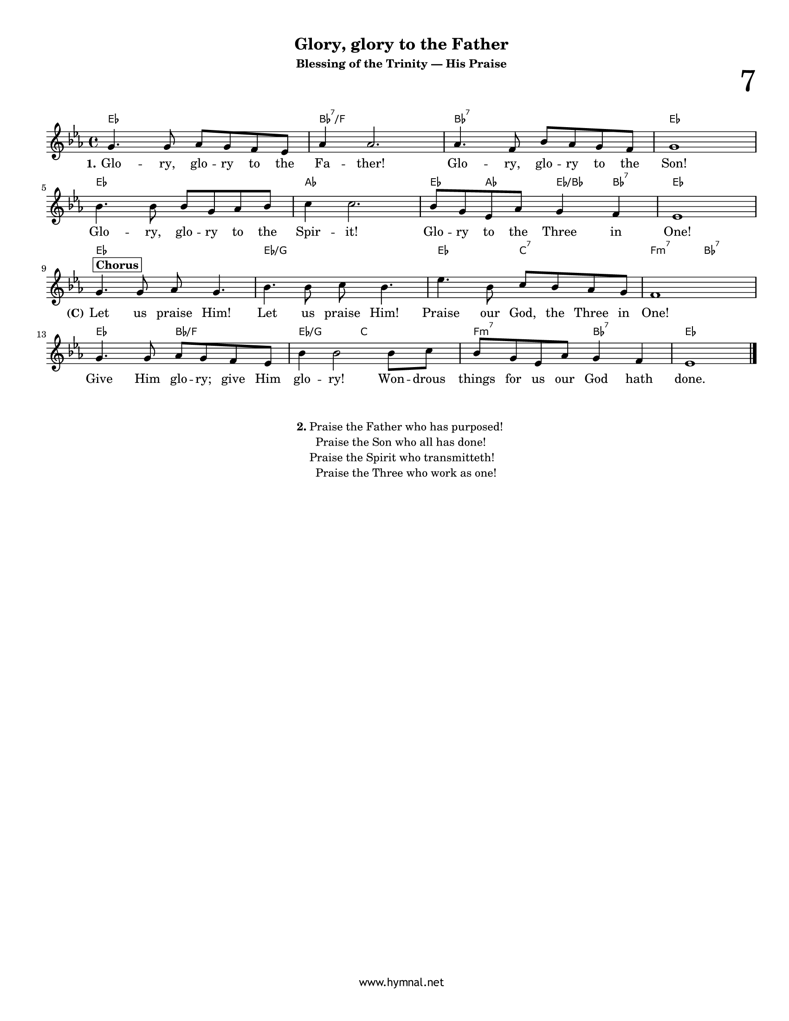 Glory, glory to the Father
Blessing of the Trinity — His Praise
7
E♭ B♭7/F B♭7 E♭
1. Glo - ry, glo - ry to the Fa - ther! Glo - ry, glo - ry to the Son!
5
E♭ A♭ E♭ A♭ E♭/B♭ B♭7 E♭
Glo - ry, glo - ry to the Spir - it! Glo - ry to the Three in One!
E♭ E♭/G E♭ C7 Fm7 B♭7
Chorus
9
(C) Let us praise Him! Let us praise Him! Praise our God, the Three in One!
13
E♭ B♭/F E♭/G C Fm7 B♭7 E♭
Give Him glo - ry; give Him glo - ry! Won - drous things for us our God hath done.
2. Praise the Father who has purposed!
Praise the Son who all has done!
Praise the Spirit who transmitteth!
Praise the Three who work as one!
www.hymnal.net